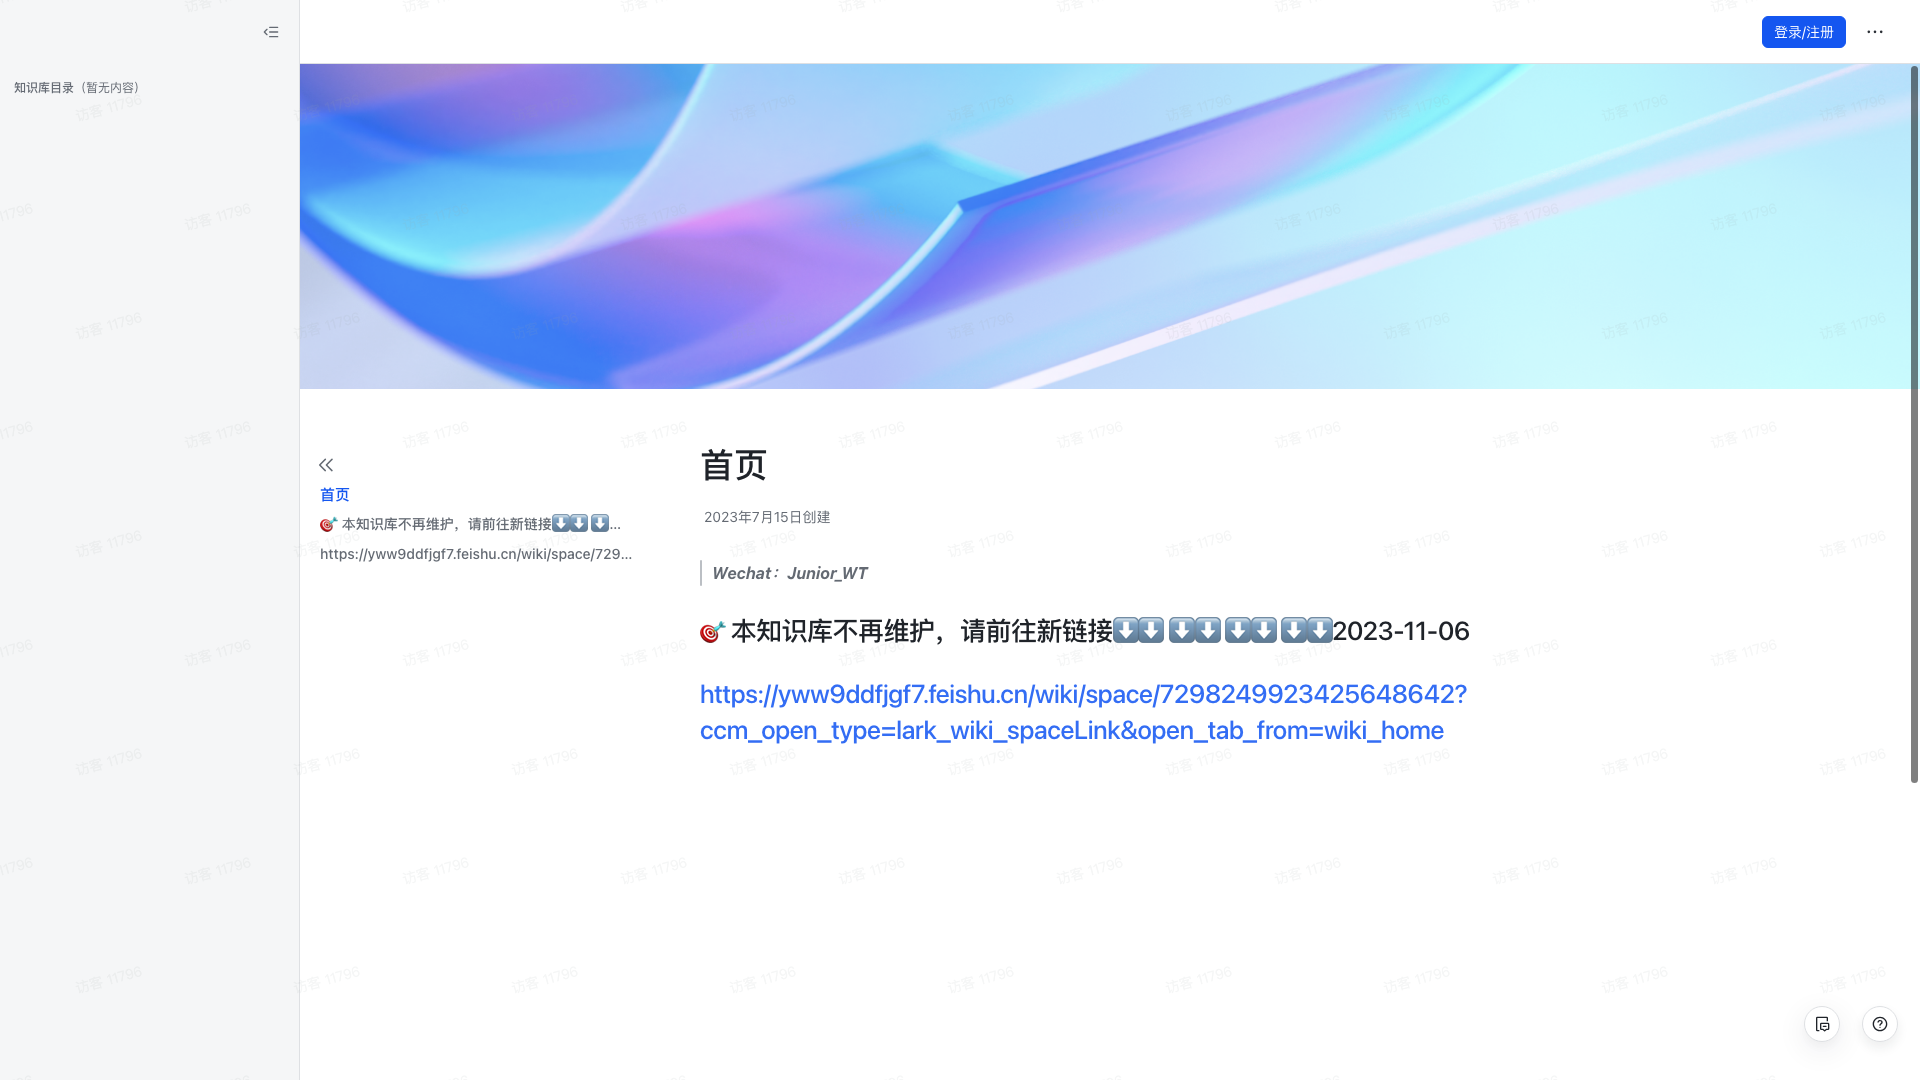 登录/注册
知识库目录（暂无内容）
首页
🎯 本知识库不再维护，请前往新链接⬇️⬇️ ⬇️...
https://yww9ddfjgf7.feishu.cn/wiki/space/729...
首页
2023年7月15日创建
Wechat：Junior_WT
🎯 本知识库不再维护，请前往新链接⬇️⬇️ ⬇️⬇️ ⬇️⬇️ ⬇️⬇️2023-11-06
https://yww9ddfjgf7.feishu.cn/wiki/space/7298249923425648642?
ccm_open_type=lark_wiki_spaceLink&open_tab_from=wiki_home
访客 11796